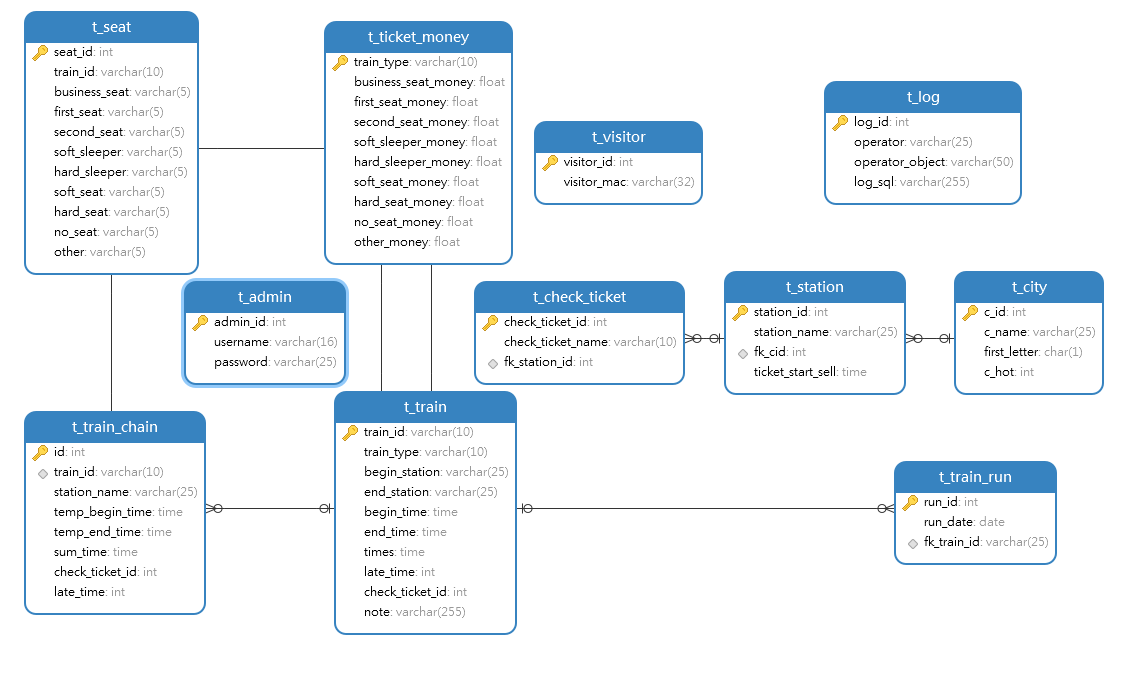 t_seat
seat_id: int
train_id: varchar(10)
business_seat: varchar(5)
first_seat: varchar(5)
second_seat: varchar(5)
soft_sleeper: varchar(5)
hard_sleeper: varchar(5)
soft_seat: varchar(5)
hard_seat: varchar(5)
no_seat: varchar(5)
other: varchar(5)
t_ticket_money
train_type: varchar(10)
business_seat_money: float
first_seat_money: float
second_seat_money: float
soft_sleeper_money: float
hard_sleeper_money: float
soft_seat_money: float
hard_seat_money: float
no_seat_money: float
other_money: float
t_visitor
visitor_id: int
visitor_mac: varchar(32)
t_log
log_id: int
operator: varchar(25)
operator_object: varchar(50)
log_sql: varchar(255)
t_admin
admin_id: int
username: varchar(16)
password: varchar(25)
t_check_ticket
check_ticket_id: int
check_ticket_name: varchar(10)
fk_station_id: int
t_station
station_id: int
station_name: varchar(25)
fk_cid: int
ticket_start_sell: time
t_city
c_id: int
c_name: varchar(25)
first_letter: char(1)
c_hot: int
t_train_chain
id: int
train_id: varchar(10)
station_name: varchar(25)
temp_begin_time: time
temp_end_time: time
sum_time: time
check_ticket_id: int
late_time: int
t_train
train_id: varchar(10)
train_type: varchar(10)
begin_station: varchar(25)
end_station: varchar(25)
begin_time: time
end_time: time
times: time
late_time: int
check_ticket_id: int
note: varchar(255)
t_train_run
run_id: int
run_date: date
fk_train_id: varchar(25)